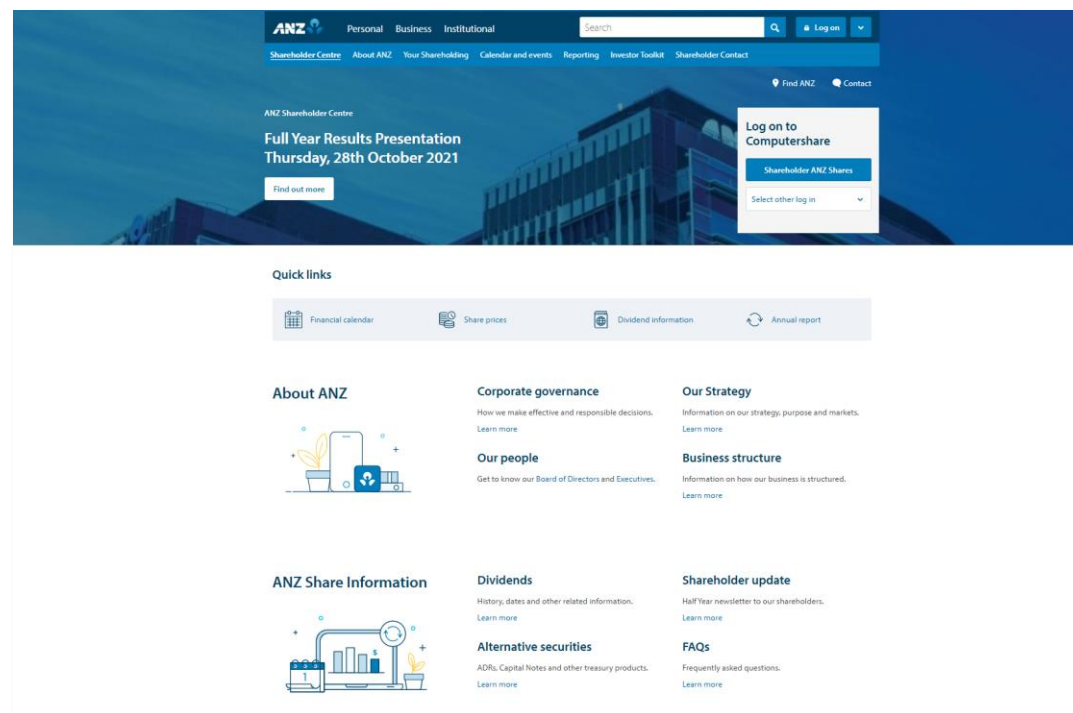 ANZ
Personal Business Institutional
Search
Log on
Shareholder Centre About ANZ Your Shareholding Calendar and events Reporting Investor Toolkit Shareholder Contact
Find ANZ Contact
ANZ Shareholder Centre
Full Year Results Presentation
Thursday, 28th October 2021
Find out more
Log on to
Computershare
Shareholder ANZ Shares
Select other log in
Quick links
Financial calendar
Share prices
Dividend information
Annual report
About ANZ
Corporate governance
How we make effective and responsible decisions.
Learn more
Our Strategy
Information on our strategy, purpose and markets.
Learn more
Our people
Get to know our Board of Directors and Executives.
Business structure
Information on how our business is structured.
Learn more
ANZ Share Information
$
1
Dividends
History, dates and other related information.
Learn more
Shareholder update
Half Year newsletter to our shareholders.
Learn more
Alternative securities
ADRs, Capital Notes and other treasury products.
Learn more
FAQs
Frequently asked questions.
Learn more